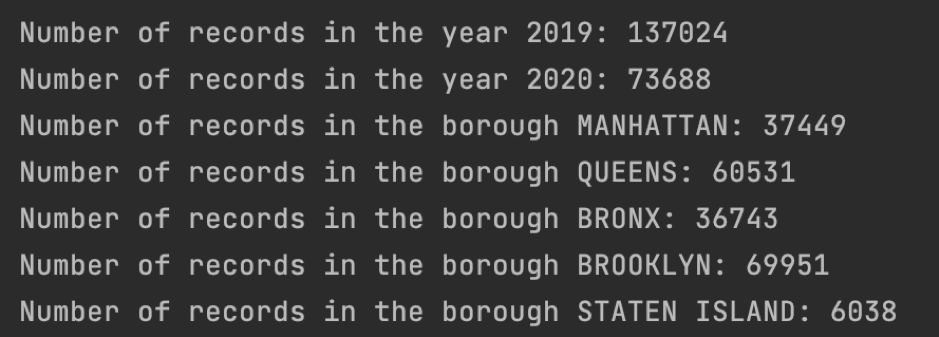 Number of records in the year 2019: 137024
Number of records in the year 2020: 73688
Number of records in the borough MANHATTAN: 37449
Number of records in the borough QUEENS: 60531
Number of records in the borough BRONX: 36743
Number of records in the borough BROOKLYN: 69951
Number of records in the borough STATEN ISLAND: 6038